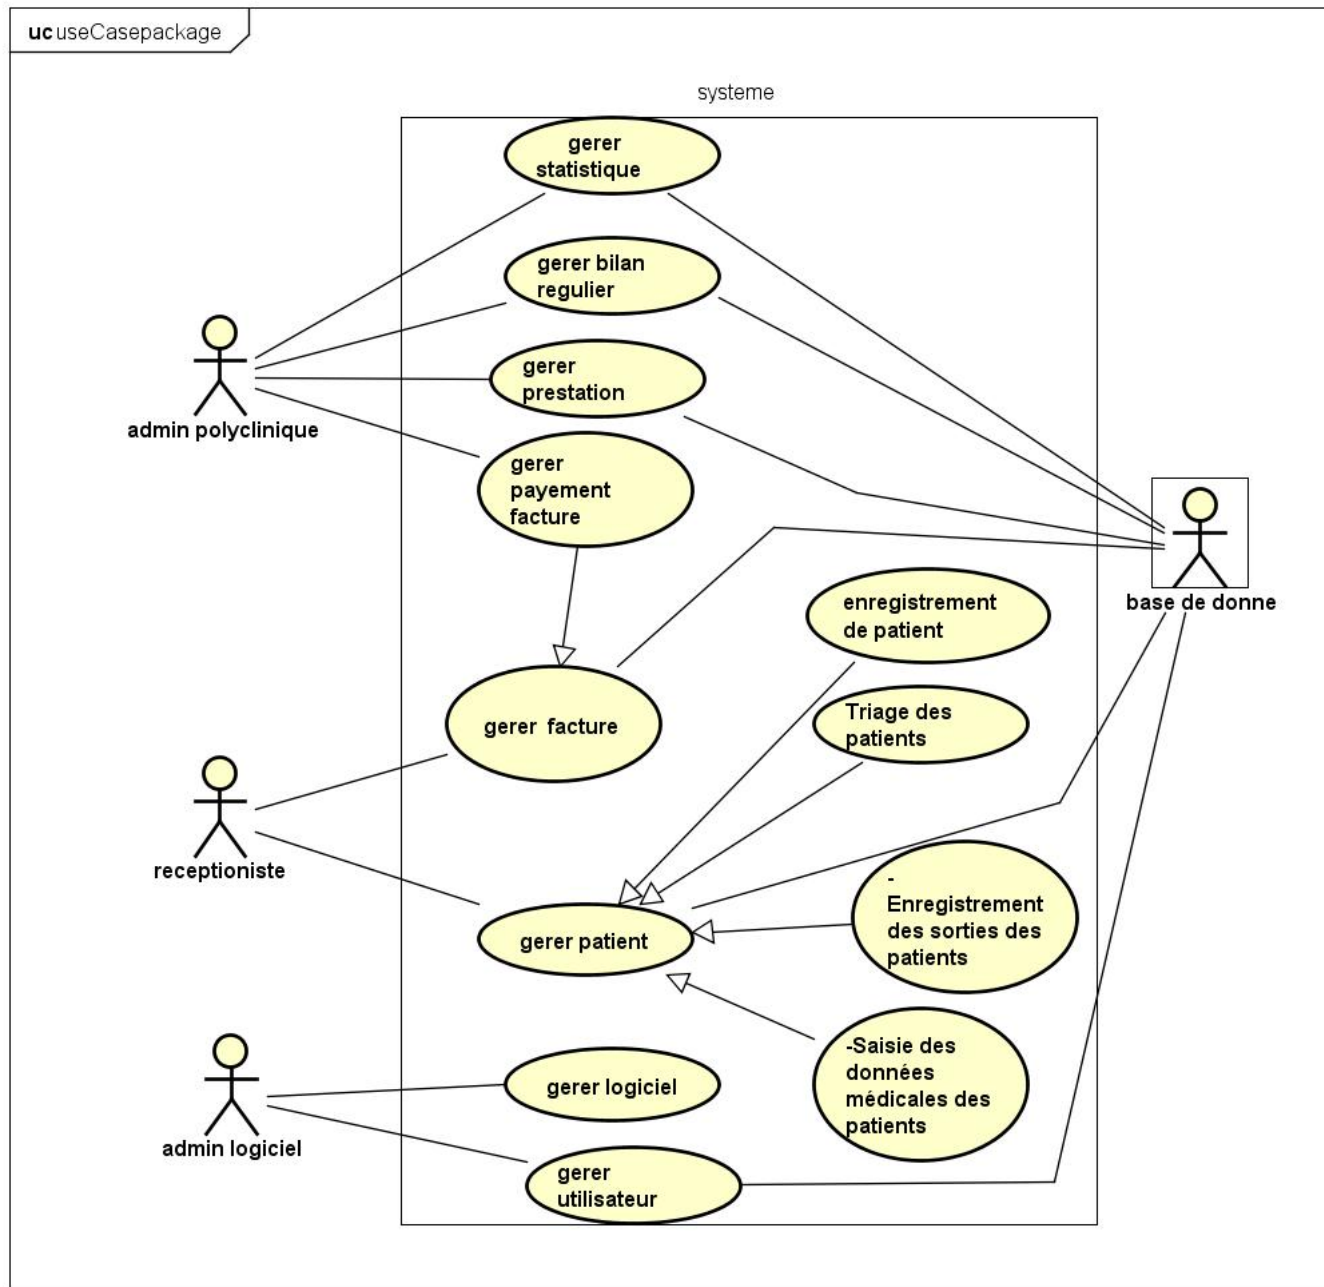 uc useCasepackage
systeme
gerer
statistique
gerer bilan
regulier
gerer
prestation
admin polyclinique
gerer
payement
facture
base de donne
enregistrement
de patient
Triage des
patients
gerer facture
receptioniste
-
Enregistrement
des sorties des
patients
gerer patient
-Saisie des
données
médicales des
patients
gerer logiciel
admin logiciel
gerer
utilisateur